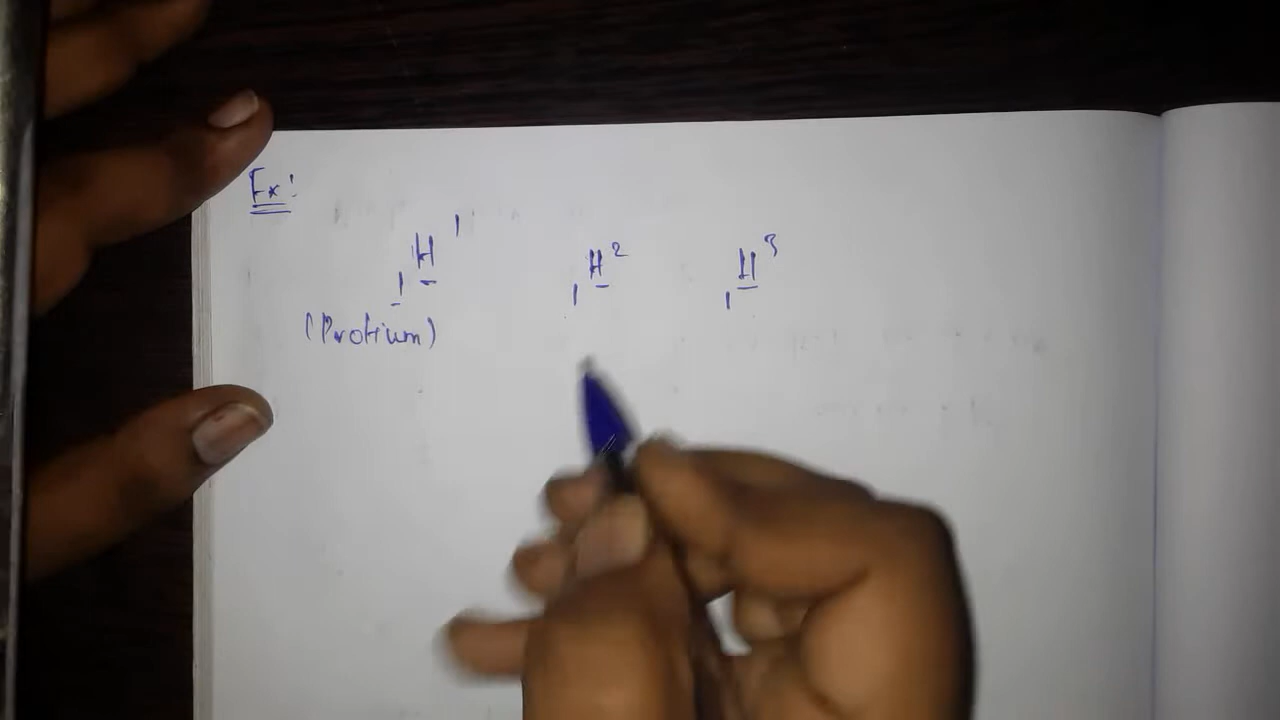 Ex:
₁H¹ ₁H² ₁H³
(Protium)